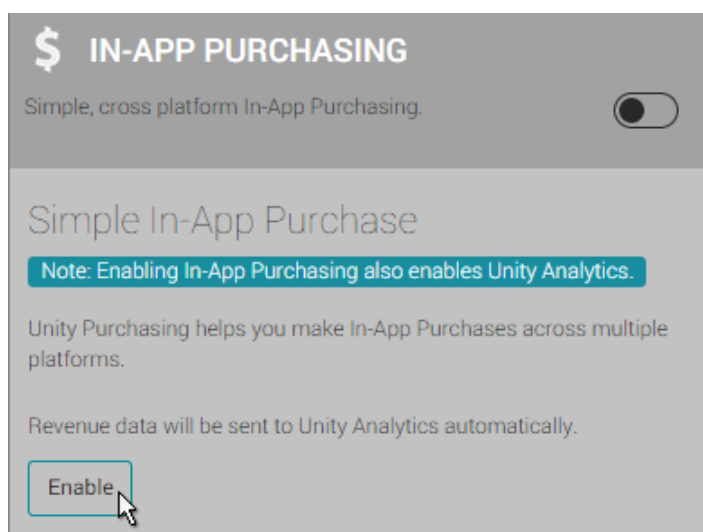 $ IN-APP PURCHASING
Simple, cross platform In-App Purchasing.
Simple In-App Purchase
Note: Enabling In-App Purchasing also enables Unity Analytics.
Unity Purchasing helps you make In-App Purchases across multiple
platforms.
Revenue data will be sent to Unity Analytics automatically.
Enable